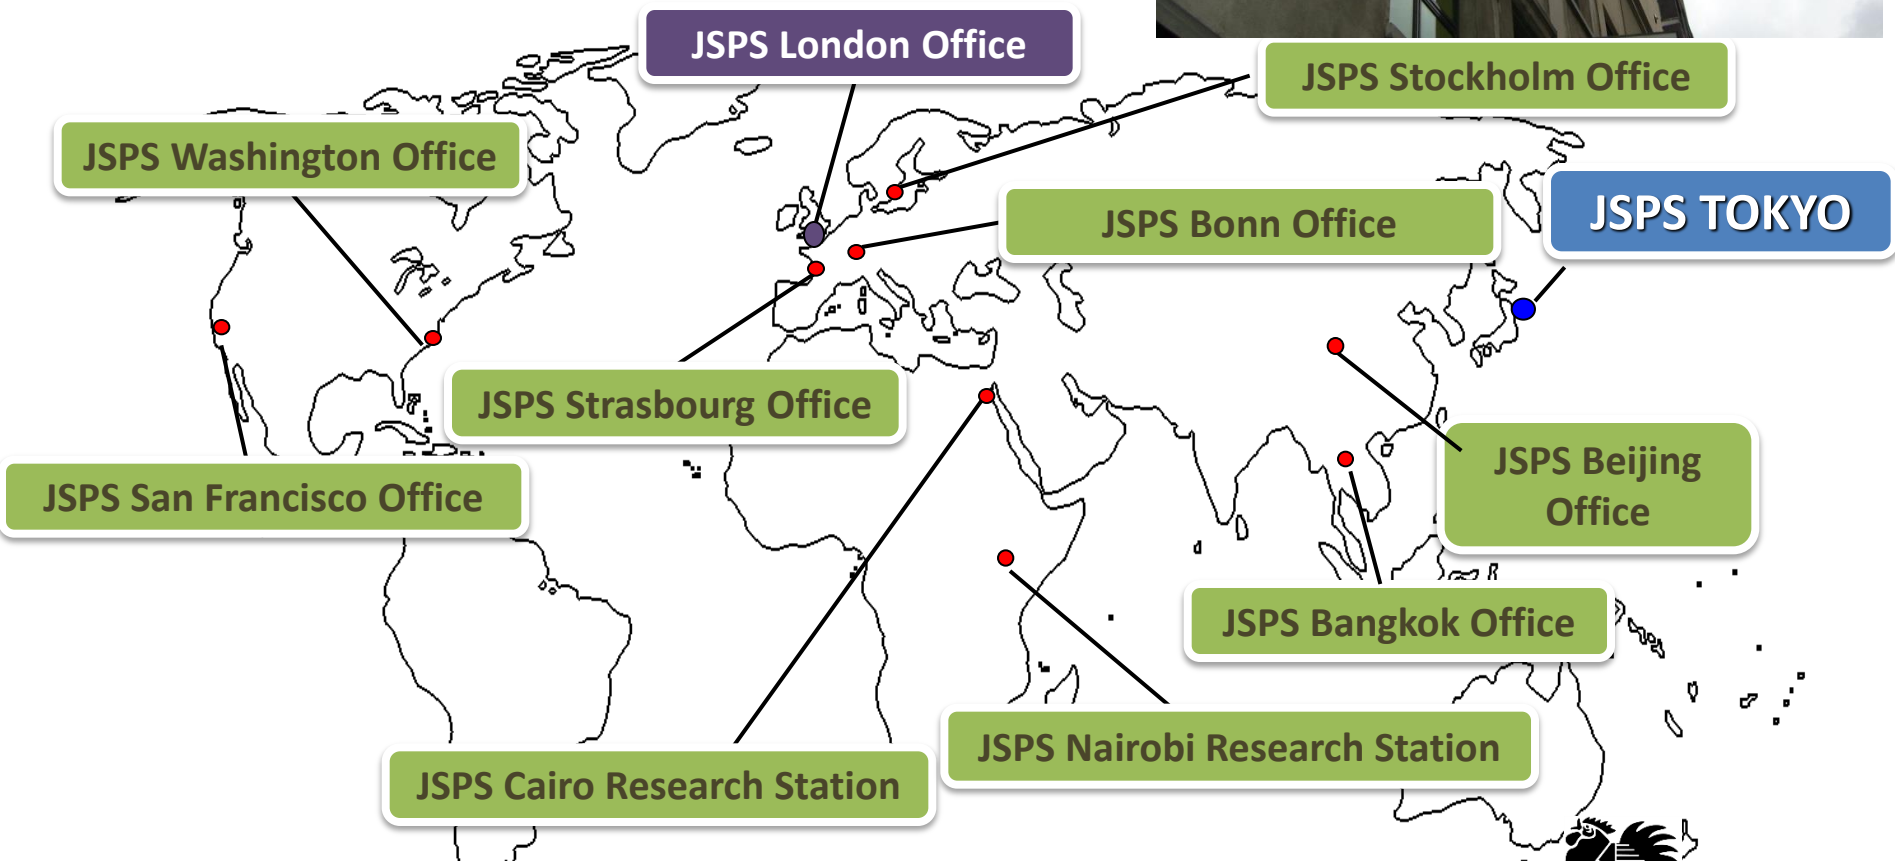 JSPS London Office
JSPS Stockholm Office
JSPS Washington Office
JSPS Bonn Office
JSPS TOKYO
JSPS Strasbourg Office
JSPS San Francisco Office
JSPS Beijing
Office
JSPS Bangkok Office
JSPS Nairobi Research Station
JSPS Cairo Research Station